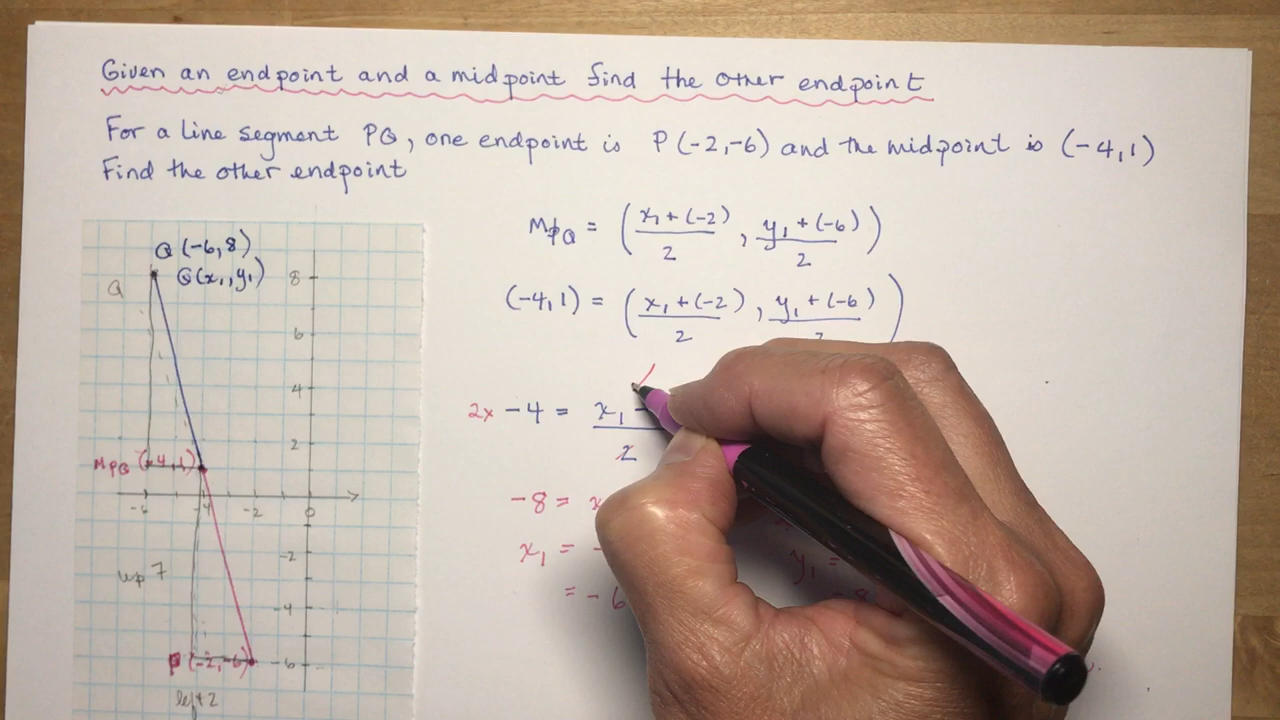 Given an endpoint and a midpoint find the other endpoint
For a line segment PQ, one endpoint is P(-2,-6) and the midpoint is (-4,1)
Find the other endpoint
Q(-6,8)
Q(x₁,y₁)
Q
8
6
4
2
M_PQ (-4,1)
-6 -4 -2 0
-2
up 7
-4
P(-2,-6)
-6
left 2
M_PQ = ( x₁+(-2) / 2 , y₁+(-6) / 2 )
(-4,1) = ( x₁+(-2) / 2 , y₁+(-6) / 2 )
2x -4 = x₁ - / 2
-8 = x
x₁ = - y₁ =
= -6 8